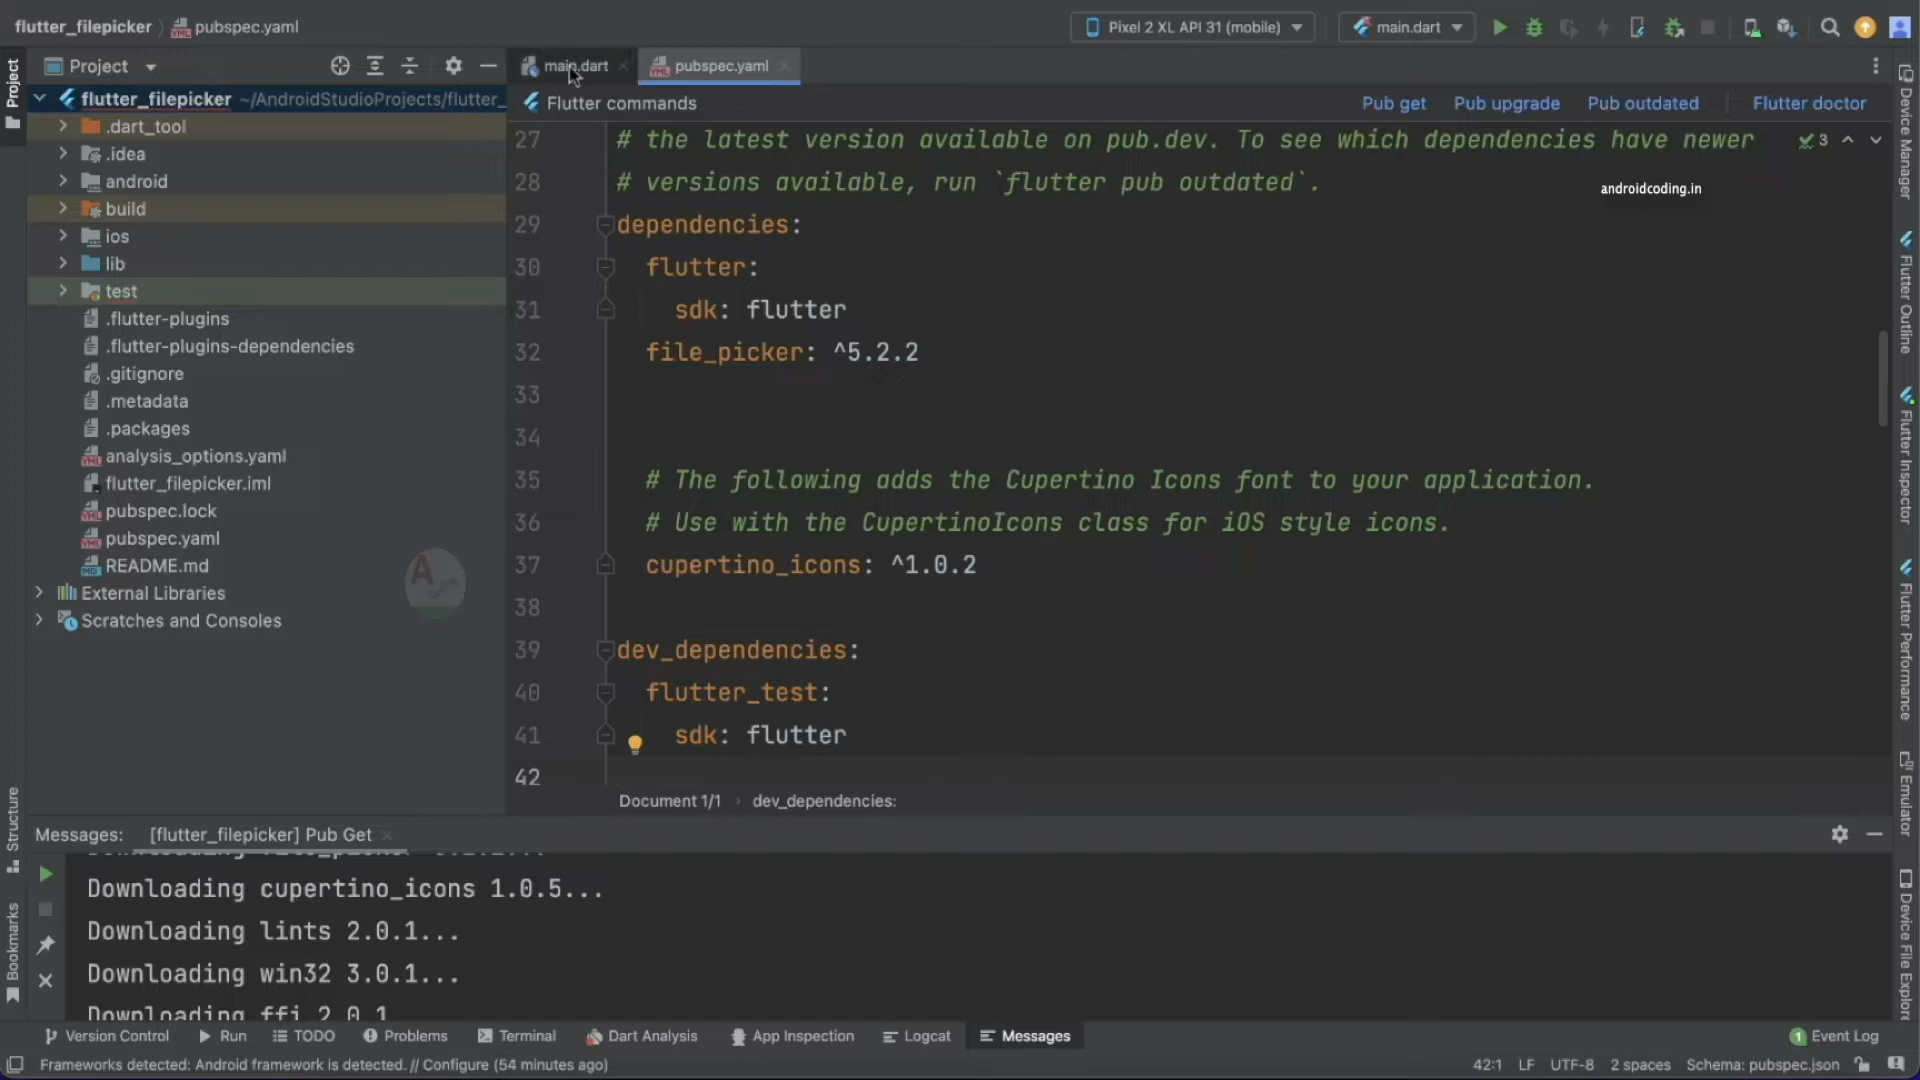 flutter_filepicker pubspec.yaml
Pixel 2 XL API 31 (mobile) main.dart
Project
main.dart pubspec.yaml
Flutter commands Pub get Pub upgrade Pub outdated Flutter doctor
flutter_filepicker ~/AndroidStudioProjects/flutter_
.dart_tool
.idea
android
build
ios
lib
test
.flutter-plugins
.flutter-plugins-dependencies
.gitignore
.metadata
.packages
analysis_options.yaml
flutter_filepicker.iml
pubspec.lock
pubspec.yaml
README.md
External Libraries
Scratches and Consoles
27 # the latest version available on pub.dev. To see which dependencies have newer
3
28 # versions available, run `flutter pub outdated`.
androidcoding.in
29 dependencies:
30 flutter:
31 sdk: flutter
32 file_picker: ^5.2.2
33
34
35 # The following adds the Cupertino Icons font to your application.
36 # Use with the CupertinoIcons class for iOS style icons.
37 cupertino_icons: ^1.0.2
38
39 dev_dependencies:
40 flutter_test:
41 sdk: flutter
42
Document 1/1 dev_dependencies:
Messages: [flutter_filepicker] Pub Get
Downloading cupertino_icons 1.0.5...
Downloading lints 2.0.1...
Downloading win32 3.0.1...
Downloading ffi 2.0.1
Version Control Run TODO Problems Terminal Dart Analysis App Inspection Logcat Messages 1 Event Log
Frameworks detected: Android framework is detected. // Configure (54 minutes ago) 42:1 LF UTF-8 2 spaces Schema: pubspec.json
Project
Structure
Bookmarks
Device Manager
Flutter Outline
Flutter Inspector
Flutter Performance
Emulator
Device File Explorer